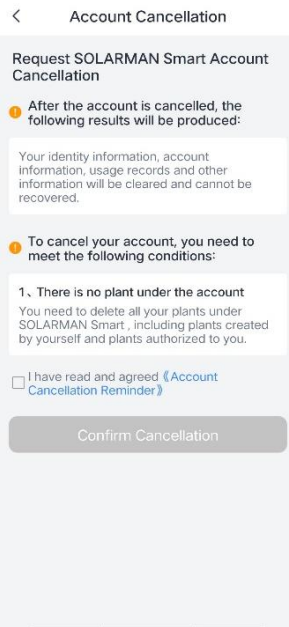 Account Cancellation
Request SOLARMAN Smart Account
Cancellation
After the account is cancelled, the
following results will be produced:
Your identity information, account
information, usage records and other
information will be cleared and cannot be
recovered.
To cancel your account, you need to
meet the following conditions:
1、There is no plant under the account
You need to delete all your plants under
SOLARMAN Smart , including plants created
by yourself and plants authorized to you.
I have read and agreed《Account
Cancellation Reminder》
Confirm Cancellation